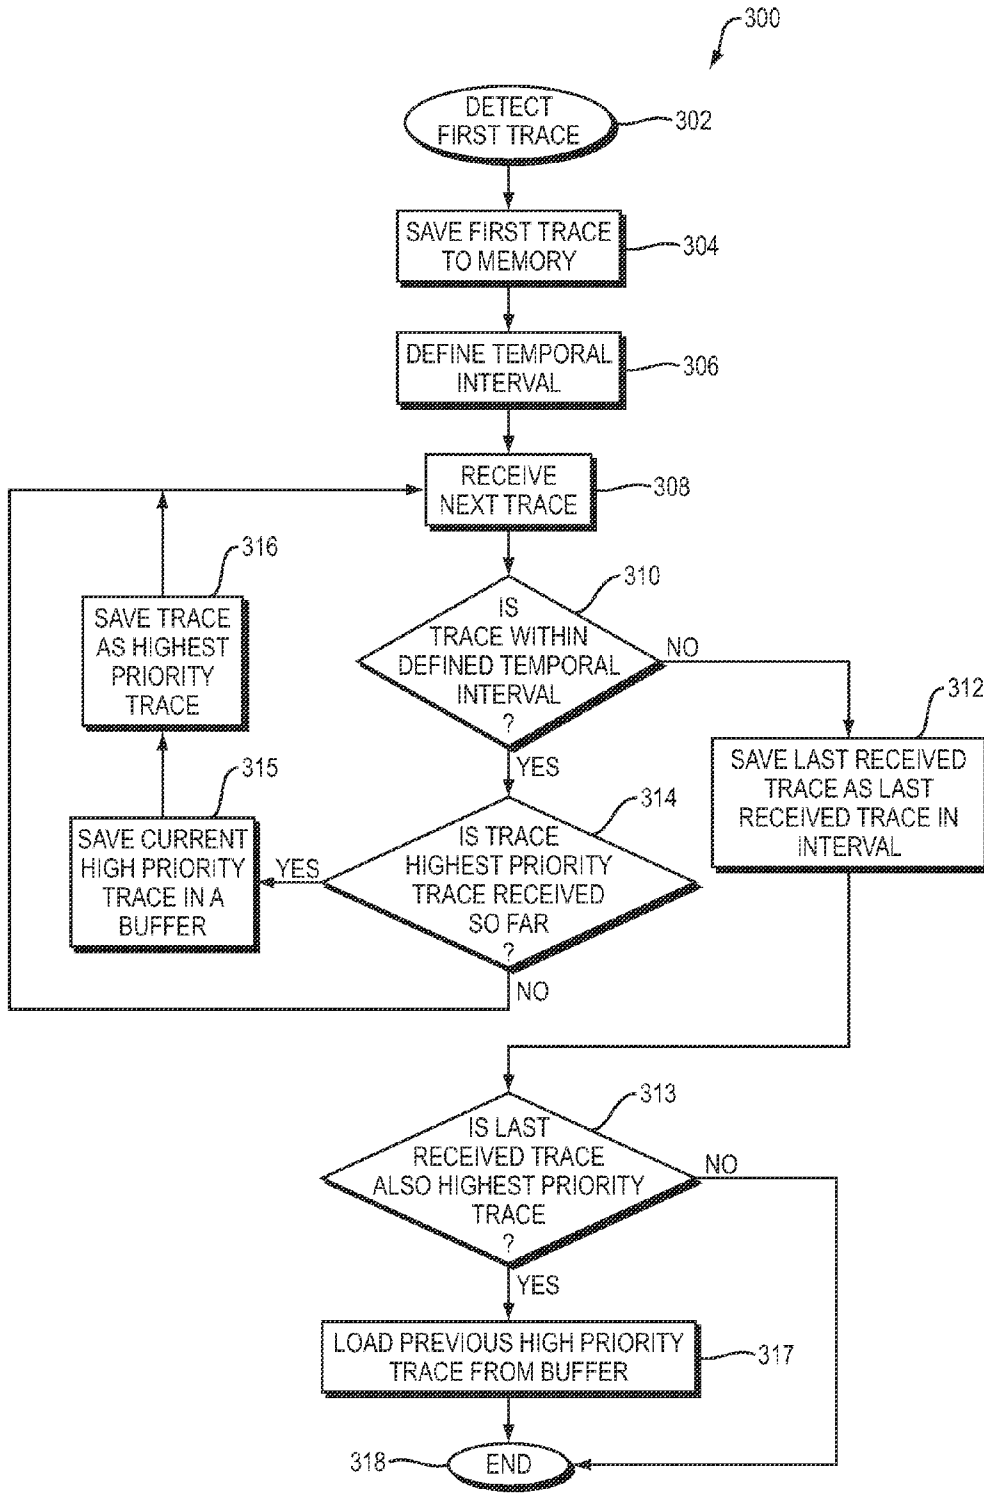 300
DETECT
FIRST TRACE
302
SAVE FIRST TRACE
TO MEMORY
304
DEFINE TEMPORAL
INTERVAL
306
RECEIVE
NEXT TRACE
308
316
SAVE TRACE
AS HIGHEST
PRIORITY
TRACE
310
IS
TRACE WITHIN
DEFINED TEMPORAL
INTERVAL
?
NO
YES
312
SAVE LAST RECEIVED
TRACE AS LAST
RECEIVED TRACE IN
INTERVAL
315
SAVE CURRENT
HIGH PRIORITY
TRACE IN A
BUFFER
YES
314
IS TRACE
HIGHEST PRIORITY
TRACE RECEIVED
SO FAR
?
NO
313
IS LAST
RECEIVED TRACE
ALSO HIGHEST PRIORITY
TRACE
?
NO
YES
LOAD PREVIOUS HIGH PRIORITY
TRACE FROM BUFFER
317
318
END